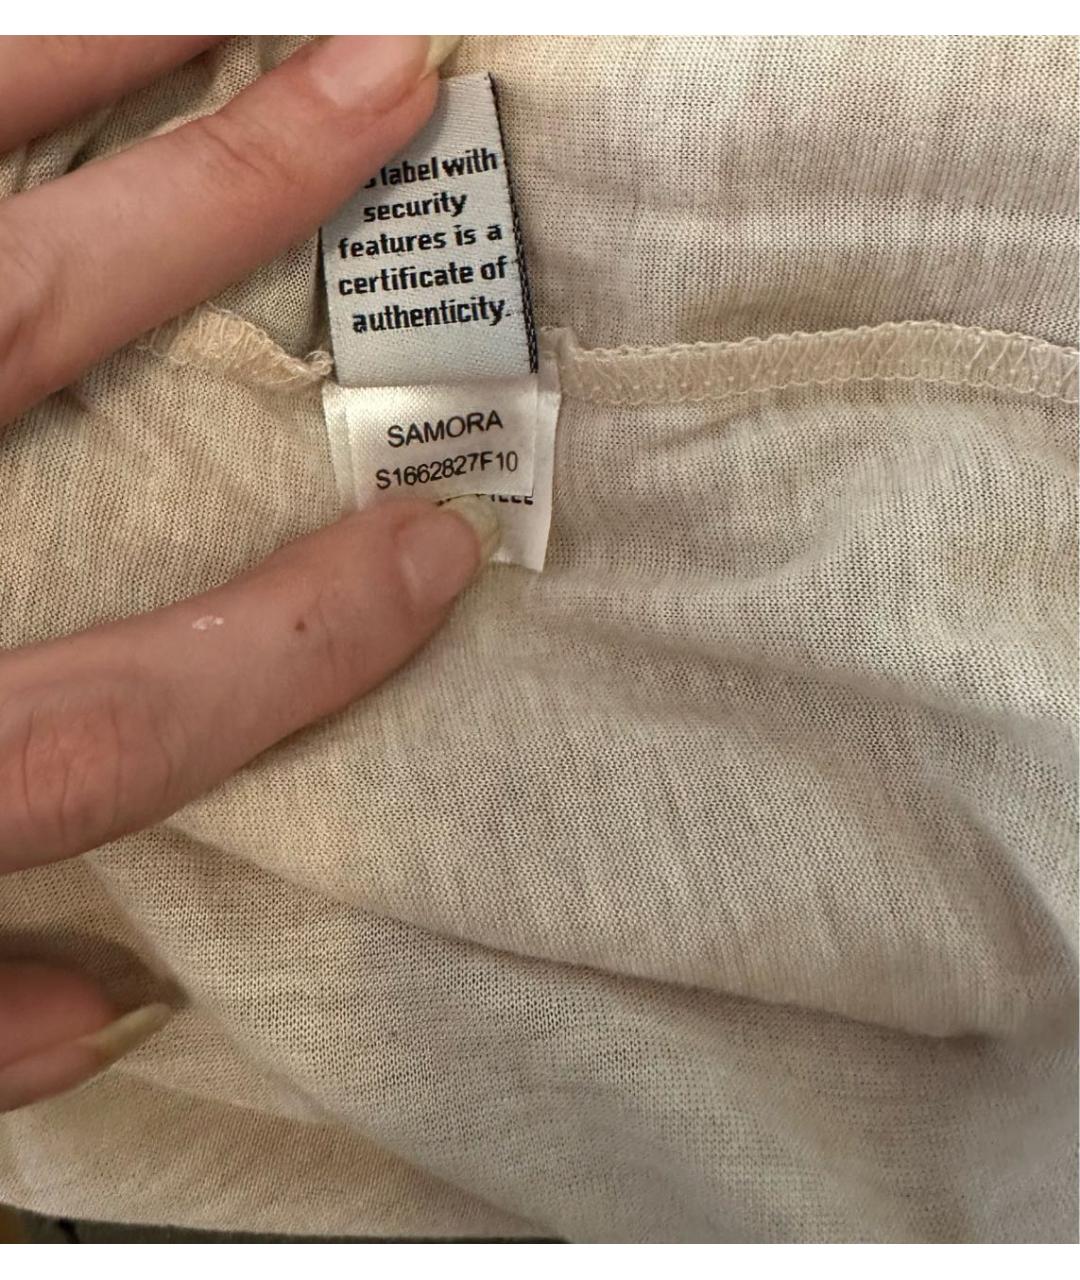 label with
security
features is a
certificate of
authenticity.
SAMORA
S1662827F10